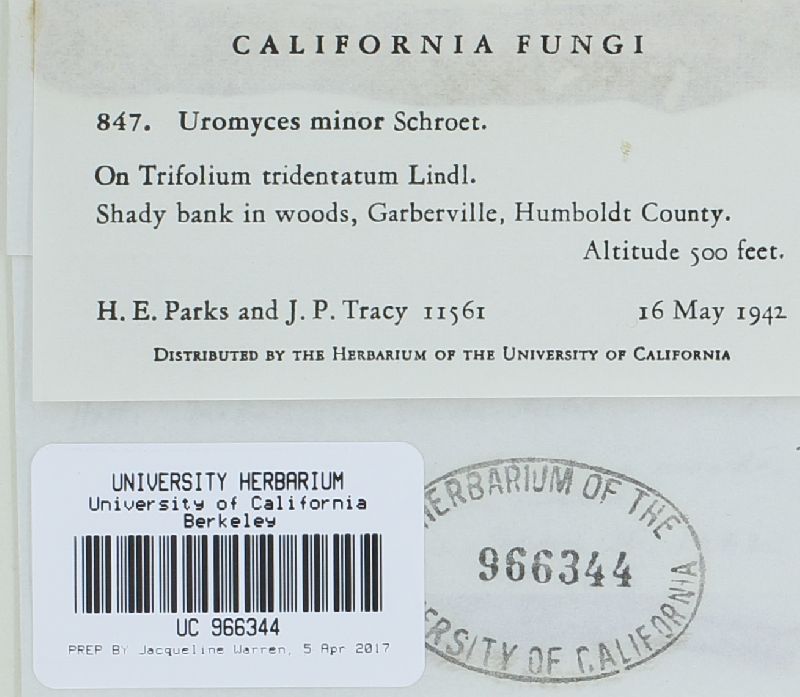 CALIFORNIA FUNGI
847. Uromyces minor Schroet.
On Trifolium tridentatum Lindl.
Shady bank in woods, Garberville, Humboldt County.
Altitude 500 feet.
H. E. Parks and J. P. Tracy 11561 16 May 1942
DISTRIBUTED BY THE HERBARIUM OF THE UNIVERSITY OF CALIFORNIA
UNIVERSITY HERBARIUM
University of California
Berkeley
UC 966344
PREP BY Jacqueline Warren, 5 Apr 2017
HERBARIUM OF THE
966344
ERSITY OF CALIFORNIA